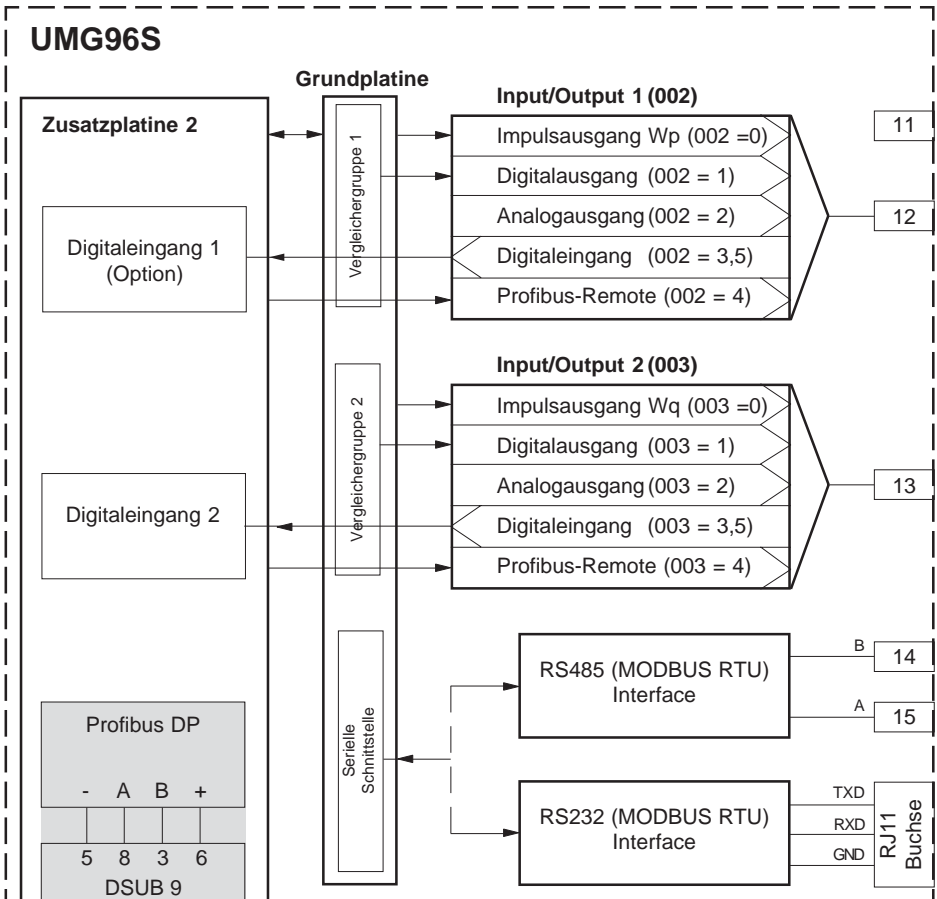 UMG96S
Grundplatine
Zusatzplatine 2
Digitaleingang 1
(Option)
Digitaleingang 2
Profibus DP
- A B +
5 8 3 6
DSUB 9
Vergleichergruppe 1
Vergleichergruppe 2
Serielle
Schnittstelle
Input/Output 1 (002)
Impulsausgang Wp (002 =0)
Digitalausgang (002 = 1)
Analogausgang (002 = 2)
Digitaleingang (002 = 3,5)
Profibus-Remote (002 = 4)
11
12
Input/Output 2 (003)
Impulsausgang Wq (003 =0)
Digitalausgang (003 = 1)
Analogausgang (003 = 2)
Digitaleingang (003 = 3,5)
Profibus-Remote (003 = 4)
13
RS485 (MODBUS RTU)
Interface
B
14
A
15
RS232 (MODBUS RTU)
Interface
TXD
RXD
GND
RJ11
Buchse